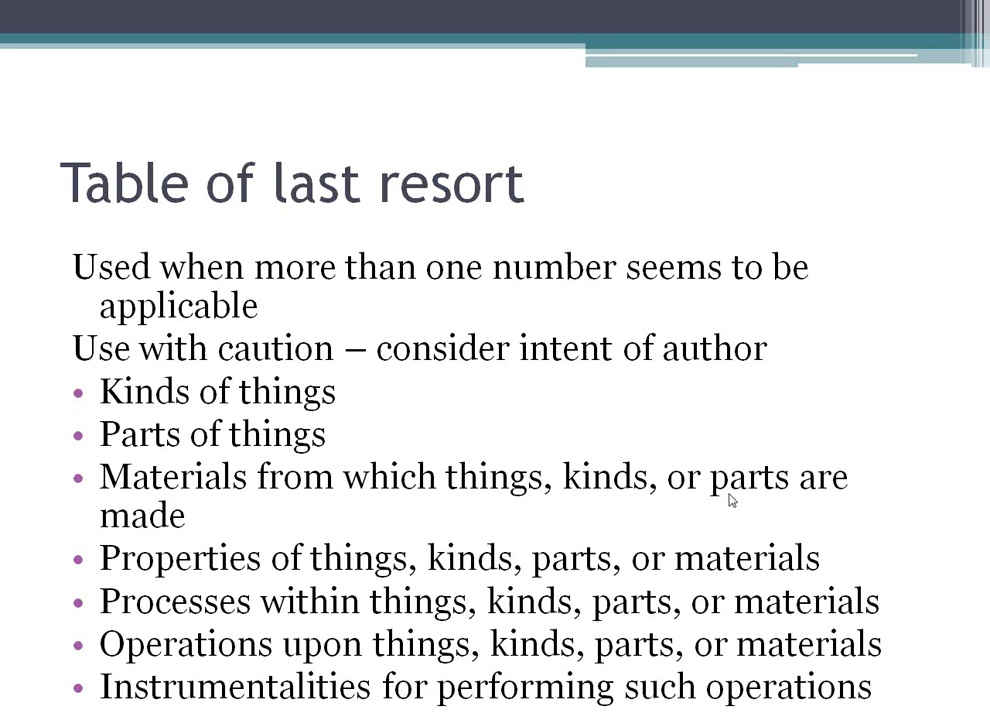 Table of last resort
Used when more than one number seems to be
applicable
Use with caution – consider intent of author
• Kinds of things
• Parts of things
• Materials from which things, kinds, or parts are
made
• Properties of things, kinds, parts, or materials
• Processes within things, kinds, parts, or materials
• Operations upon things, kinds, parts, or materials
• Instrumentalities for performing such operations